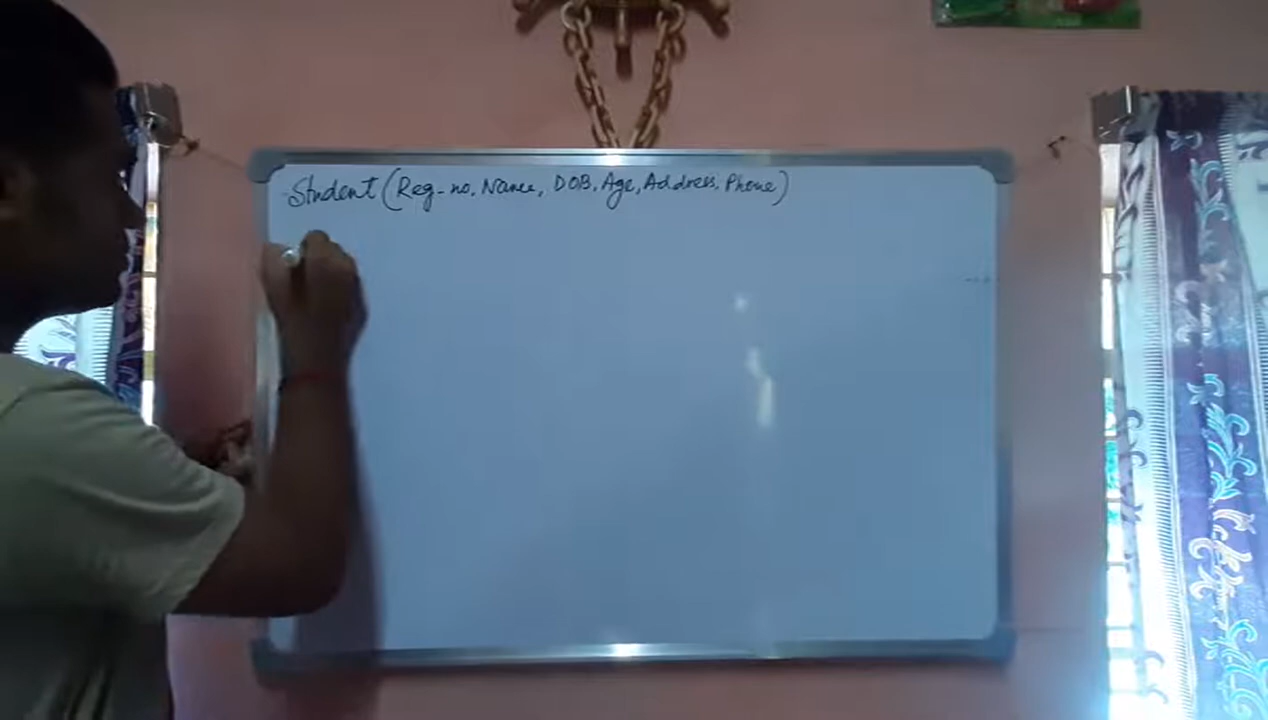 Student (Reg-no, Name, DOB, Age, Address, Phone)